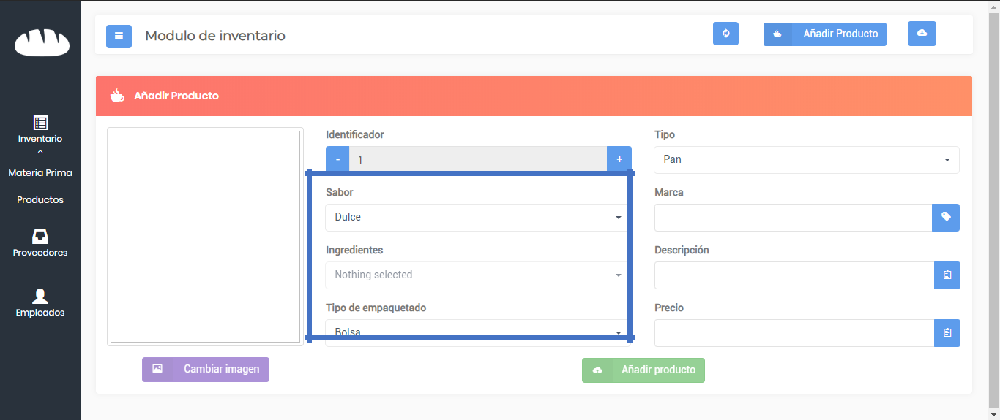 Modulo de inventario
Añadir Producto
Añadir Producto
Inventario
Materia Prima
Productos
Proveedores
Empleados
Identificador
- 1 +
Sabor
Dulce
Ingredientes
Nothing selected
Tipo de empaquetado
Bolsa
Tipo
Pan
Marca
Descripción
Precio
Cambiar imagen
Añadir producto